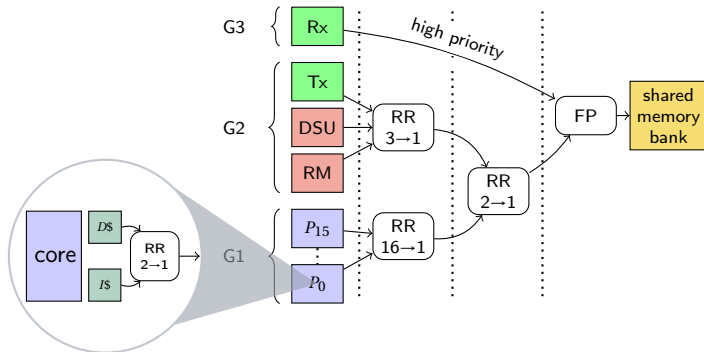 G3
Rx
high priority
G2
Tx
DSU
RM
RR
3→1
FP
shared
memory
bank
RR
2→1
G1
P15
P0
RR
16→1
core
D$
I$
RR
2→1